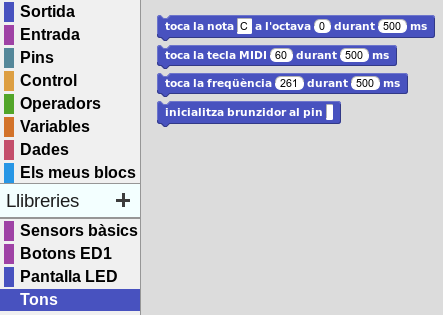 Sortida
Entrada
Pins
Control
Operadors
Variables
Dades
Els meus blocs
Llibreries +
Sensors bàsics
Botons ED1
Pantalla LED
Tons
toca la nota C a l'octava 0 durant 500 ms
toca la tecla MIDI 60 durant 500 ms
toca la freqüència 261 durant 500 ms
inicialitza brunzidor al pin